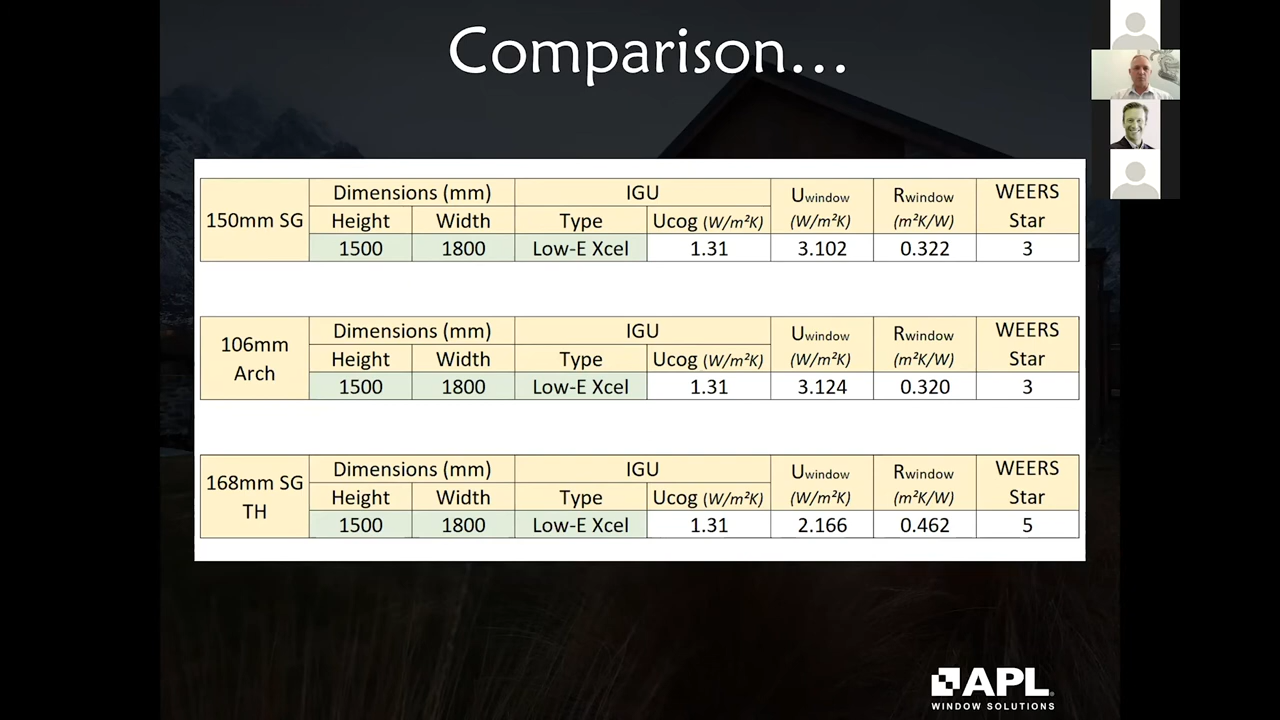 Comparison...
150mm SG
Dimensions (mm) IGU Uwindow (W/m²K) Rwindow (m²K/W) WEERS Star
Height Width Type Ucog (W/m²K)
1500 1800 Low-E Xcel 1.31 3.102 0.322 3
106mm Arch
Dimensions (mm) IGU Uwindow (W/m²K) Rwindow (m²K/W) WEERS Star
Height Width Type Ucog (W/m²K)
1500 1800 Low-E Xcel 1.31 3.124 0.320 3
168mm SG TH
Dimensions (mm) IGU Uwindow (W/m²K) Rwindow (m²K/W) WEERS Star
Height Width Type Ucog (W/m²K)
1500 1800 Low-E Xcel 1.31 2.166 0.462 5
APL
WINDOW SOLUTIONS